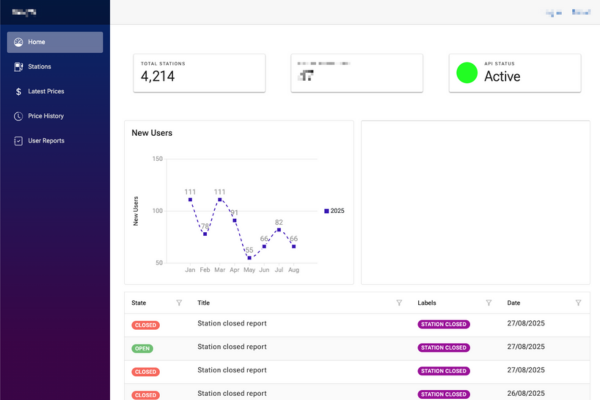 Home
Stations
Latest Prices
Price History
User Reports
TOTAL STATIONS
4,214
API STATUS
Active
New Users
150
100
50
New Users
111
78
111
91
55
66
82
66
2025
Jan Feb Mar Apr May Jun Jul Aug
State Title Labels Date
CLOSED Station closed report STATION CLOSED 27/08/2025
OPEN Station closed report STATION CLOSED 27/08/2025
CLOSED Station closed report STATION CLOSED 27/08/2025
CLOSED Station closed report STATION CLOSED 26/08/2025